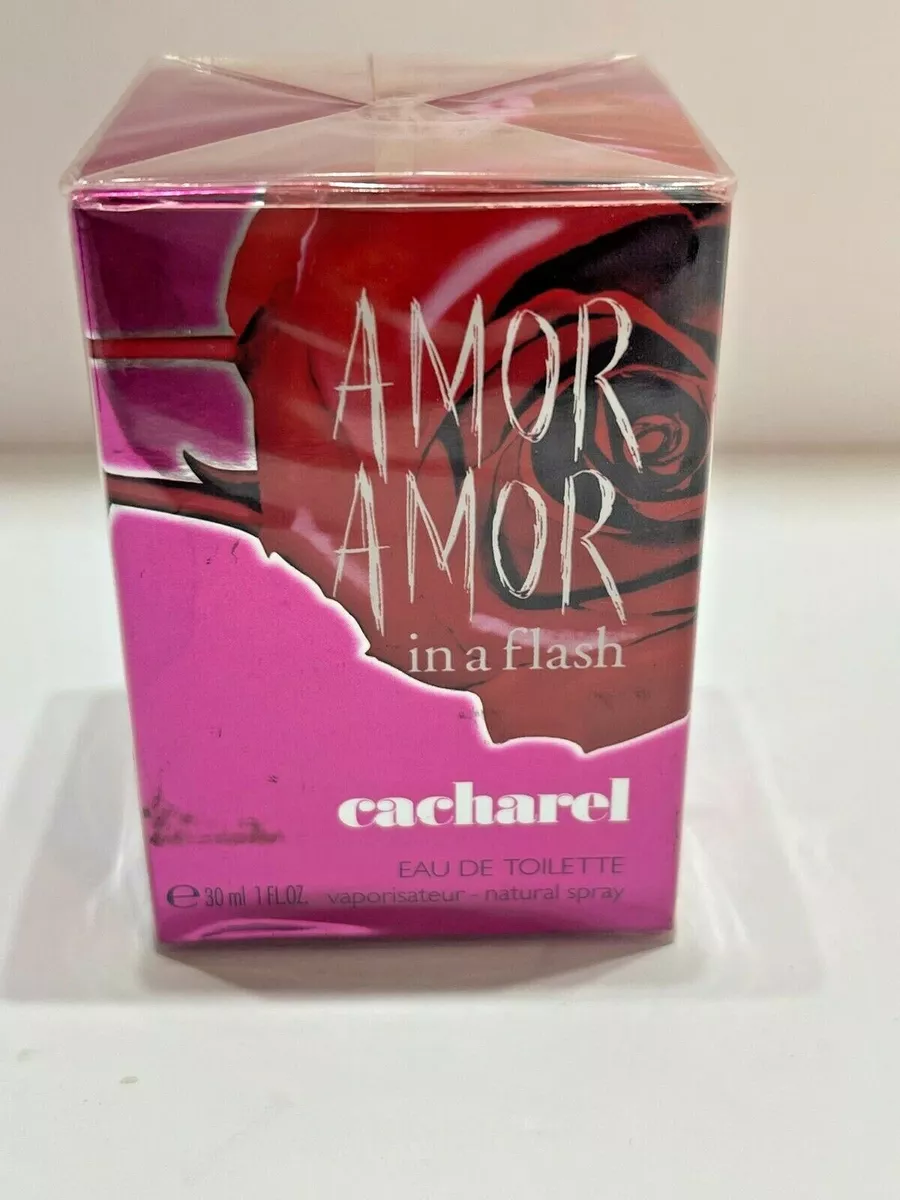 AMOR
AMOR
in a flash
cacharel
EAU DE TOILETTE
℮ 30 ml 1 FL.OZ. vaporisateur - natural spray